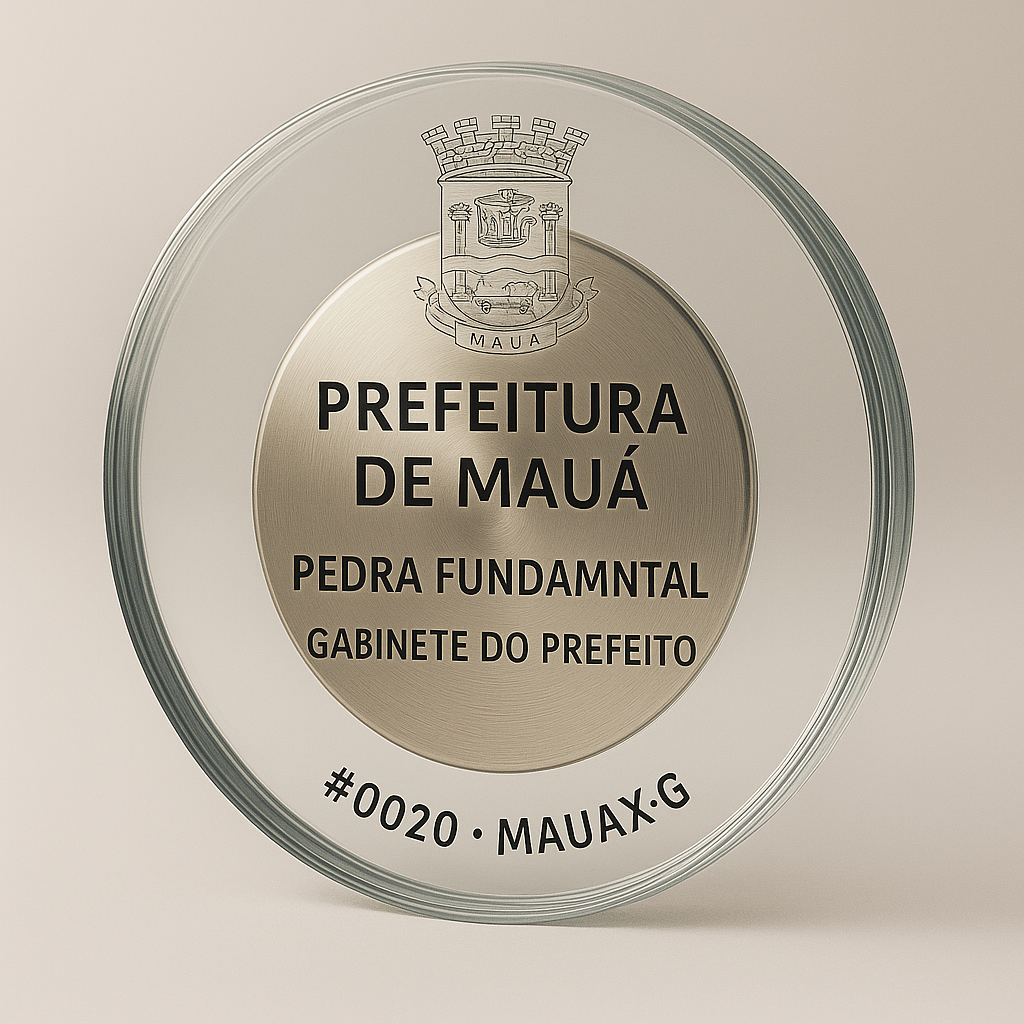 MAUA
PREFEITURA
DE MAUÁ
PEDRA FUNDAMNTAL
GABINETE DO PREFEITO
#0020 · MAUAX·G